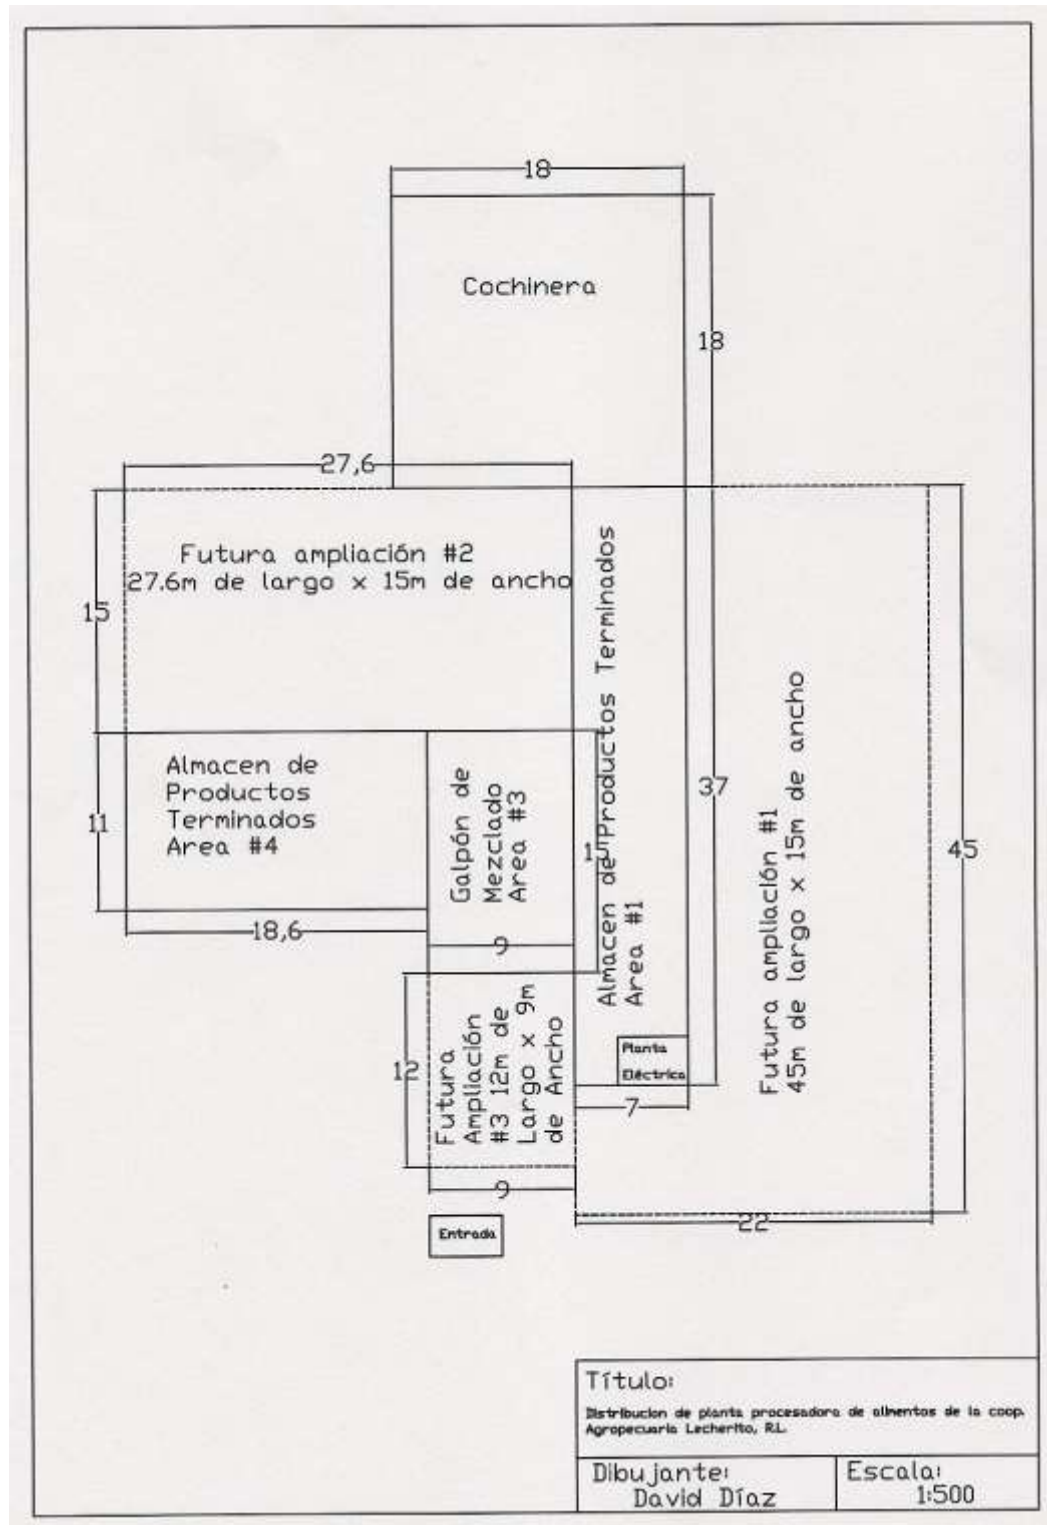 18
Cochinera
18
27,6
Futura ampliación #2
27.6m de largo x 15m de ancho
15
Almacen de Productos Terminados
Area #1
Almacen de
Productos
Terminados
Area #4
11
18,6
Galpón de
Mezclado
Area #3
9
15
37
Futura ampliación #1
45m de largo x 15m de ancho
45
12
Futura
Ampliación
#3 12m de
Largo x 9m
de Ancho
Planta
Eléctrica
7
9
22
Entrada
Título:
Distribucion de planta procesadora de alimentos de la coop.
Agropecuaria Lecherito, R.L.
Dibujante:
David Díaz
Escala:
1:500